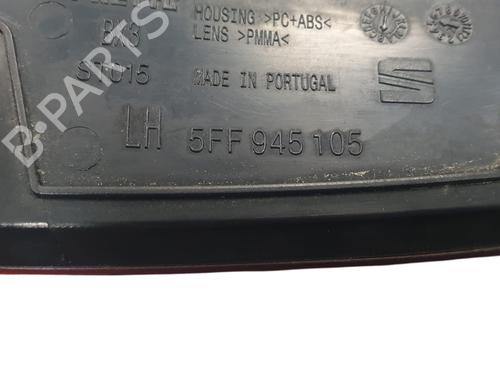 HOUSING >PC+ABS<
LENS >PMMA<
MADE IN PORTUGAL
LH 5FF 945 105
B-PARTS